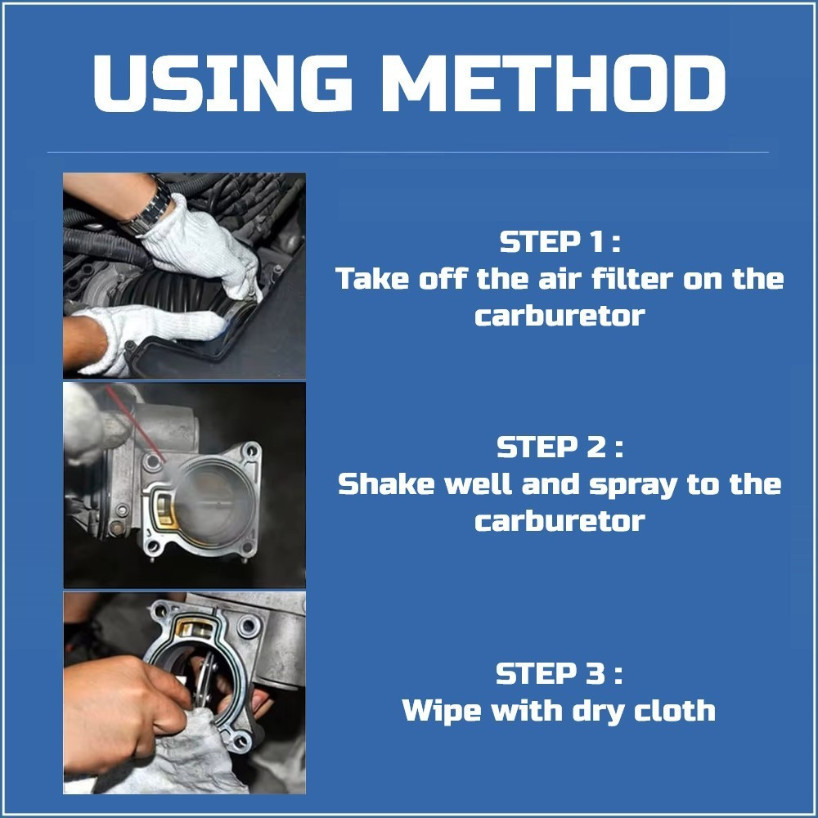 USING METHOD
STEP 1 :
Take off the air filter on the
carburetor
STEP 2 :
Shake well and spray to the
carburetor
STEP 3 :
Wipe with dry cloth